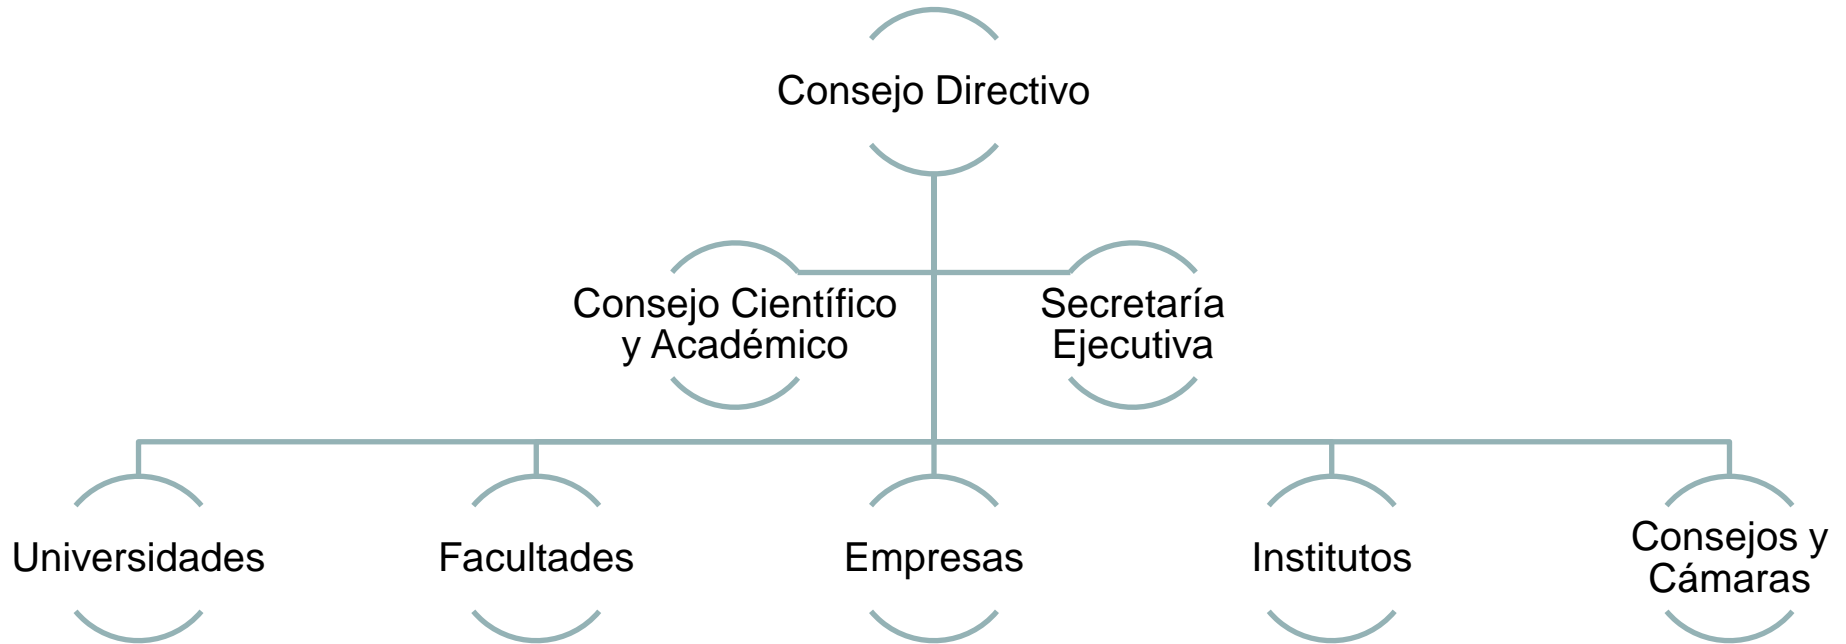 Consejo Directivo
Consejo Científico
y Académico
Secretaría
Ejecutiva
Universidades
Facultades
Empresas
Institutos
Consejos y
Cámaras